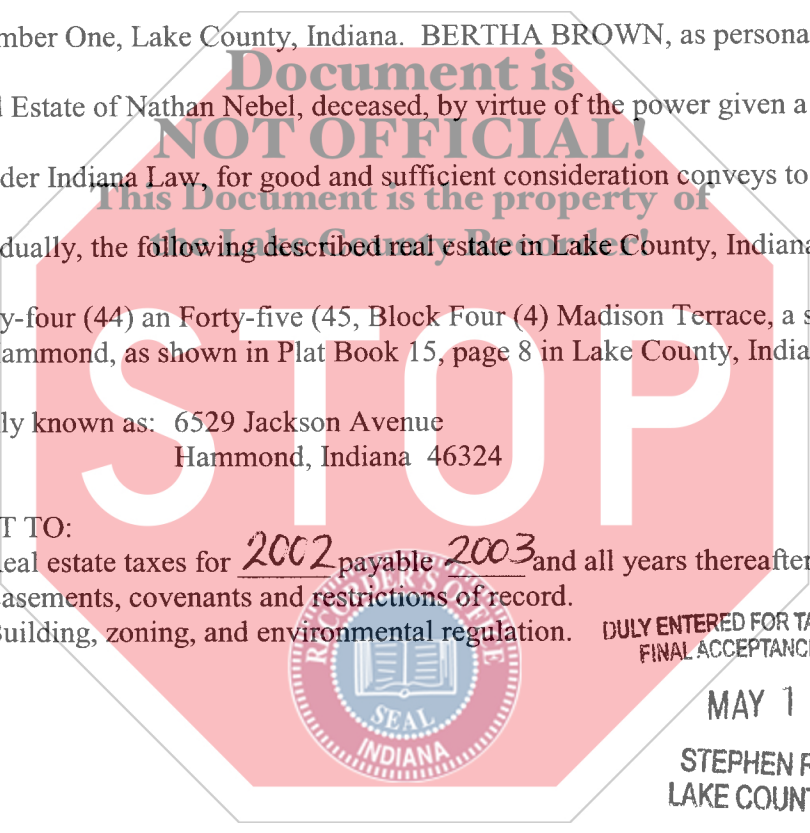 mber One, Lake County, Indiana. BERTHA BROWN, as persona
Document is
l Estate of Nathan Nebel, deceased, by virtue of the power given a
NOT OFFICIAL!
der Indiana Law, for good and sufficient consideration conveys to
This Document is the property of
dually, the following described real estate in Lake County, Indiana
the Lake County Recorder!
y-four (44) an Forty-five (45, Block Four (4) Madison Terrace, a s
ammond, as shown in Plat Book 15, page 8 in Lake County, India
STOP
ly known as: 6529 Jackson Avenue
Hammond, Indiana 46324
T TO:
eal estate taxes for 2002 payable 2003 and all years thereafter
asements, covenants and restrictions of record.
uilding, zoning, and environmental regulation.
DULY ENTERED FOR TA
FINAL ACCEPTANC
MAY 1
STEPHEN R
LAKE COUNT
RECORDER'S OFFICE
SEAL
INDIANA